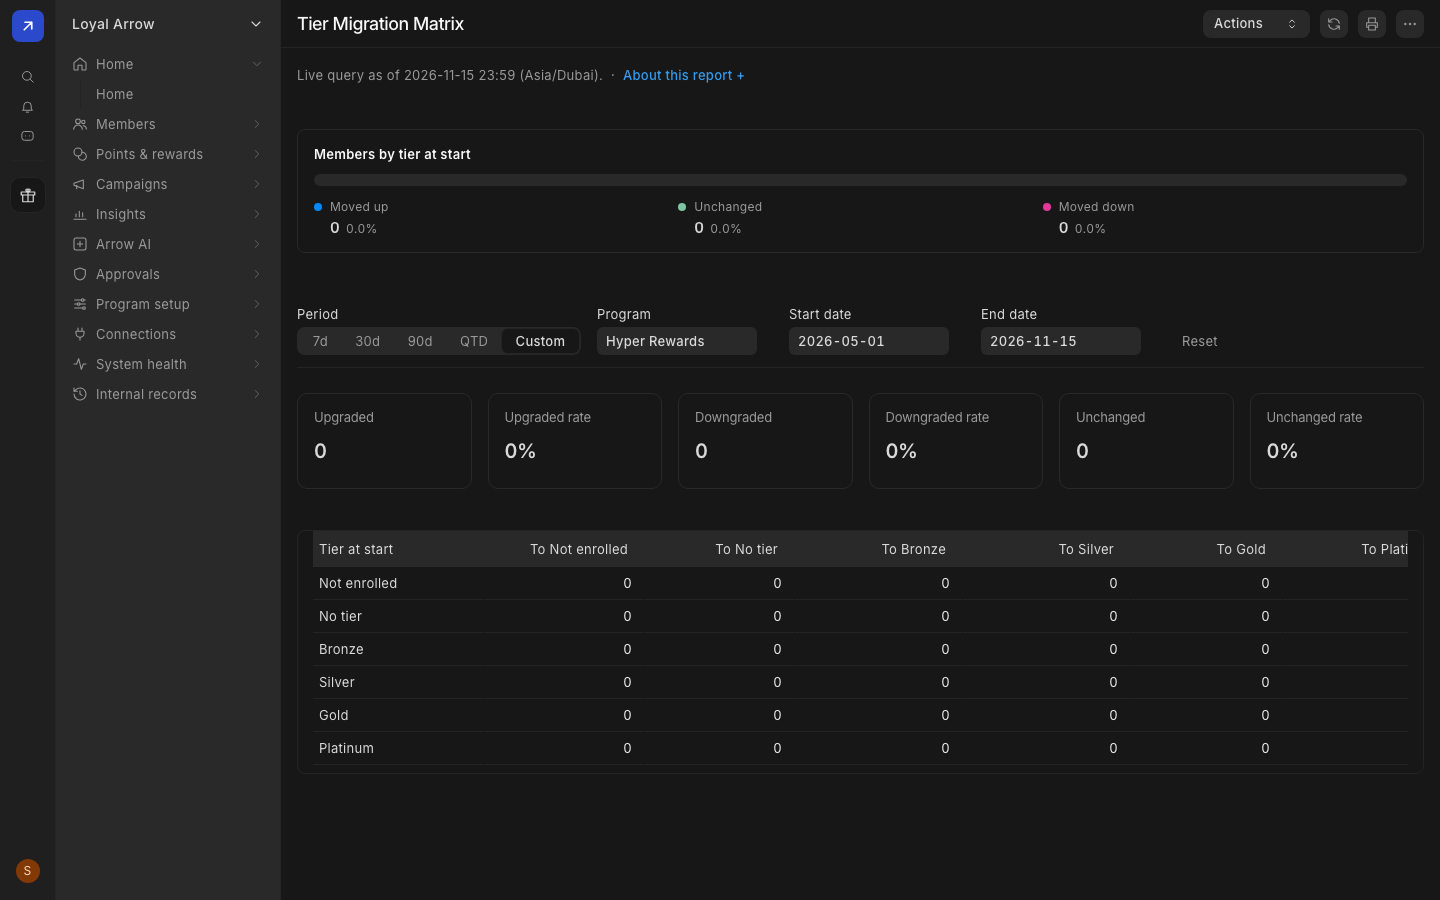 Loyal Arrow
Tier Migration Matrix
Actions
Home
Home
Members
Points & rewards
Campaigns
Insights
Arrow AI
Approvals
Program setup
Connections
System health
Internal records
S
Live query as of 2026-11-15 23:59 (Asia/Dubai). · About this report +
Members by tier at start
Moved up Unchanged Moved down
0 0.0% 0 0.0% 0 0.0%
Period Program Start date End date
7d 30d 90d QTD Custom Hyper Rewards 2026-05-01 2026-11-15 Reset
Upgraded Upgraded rate Downgraded Downgraded rate Unchanged Unchanged rate
0 0% 0 0% 0 0%
Tier at start To Not enrolled To No tier To Bronze To Silver To Gold To Plati
Not enrolled 0 0 0 0 0
No tier 0 0 0 0 0
Bronze 0 0 0 0 0
Silver 0 0 0 0 0
Gold 0 0 0 0 0
Platinum 0 0 0 0 0